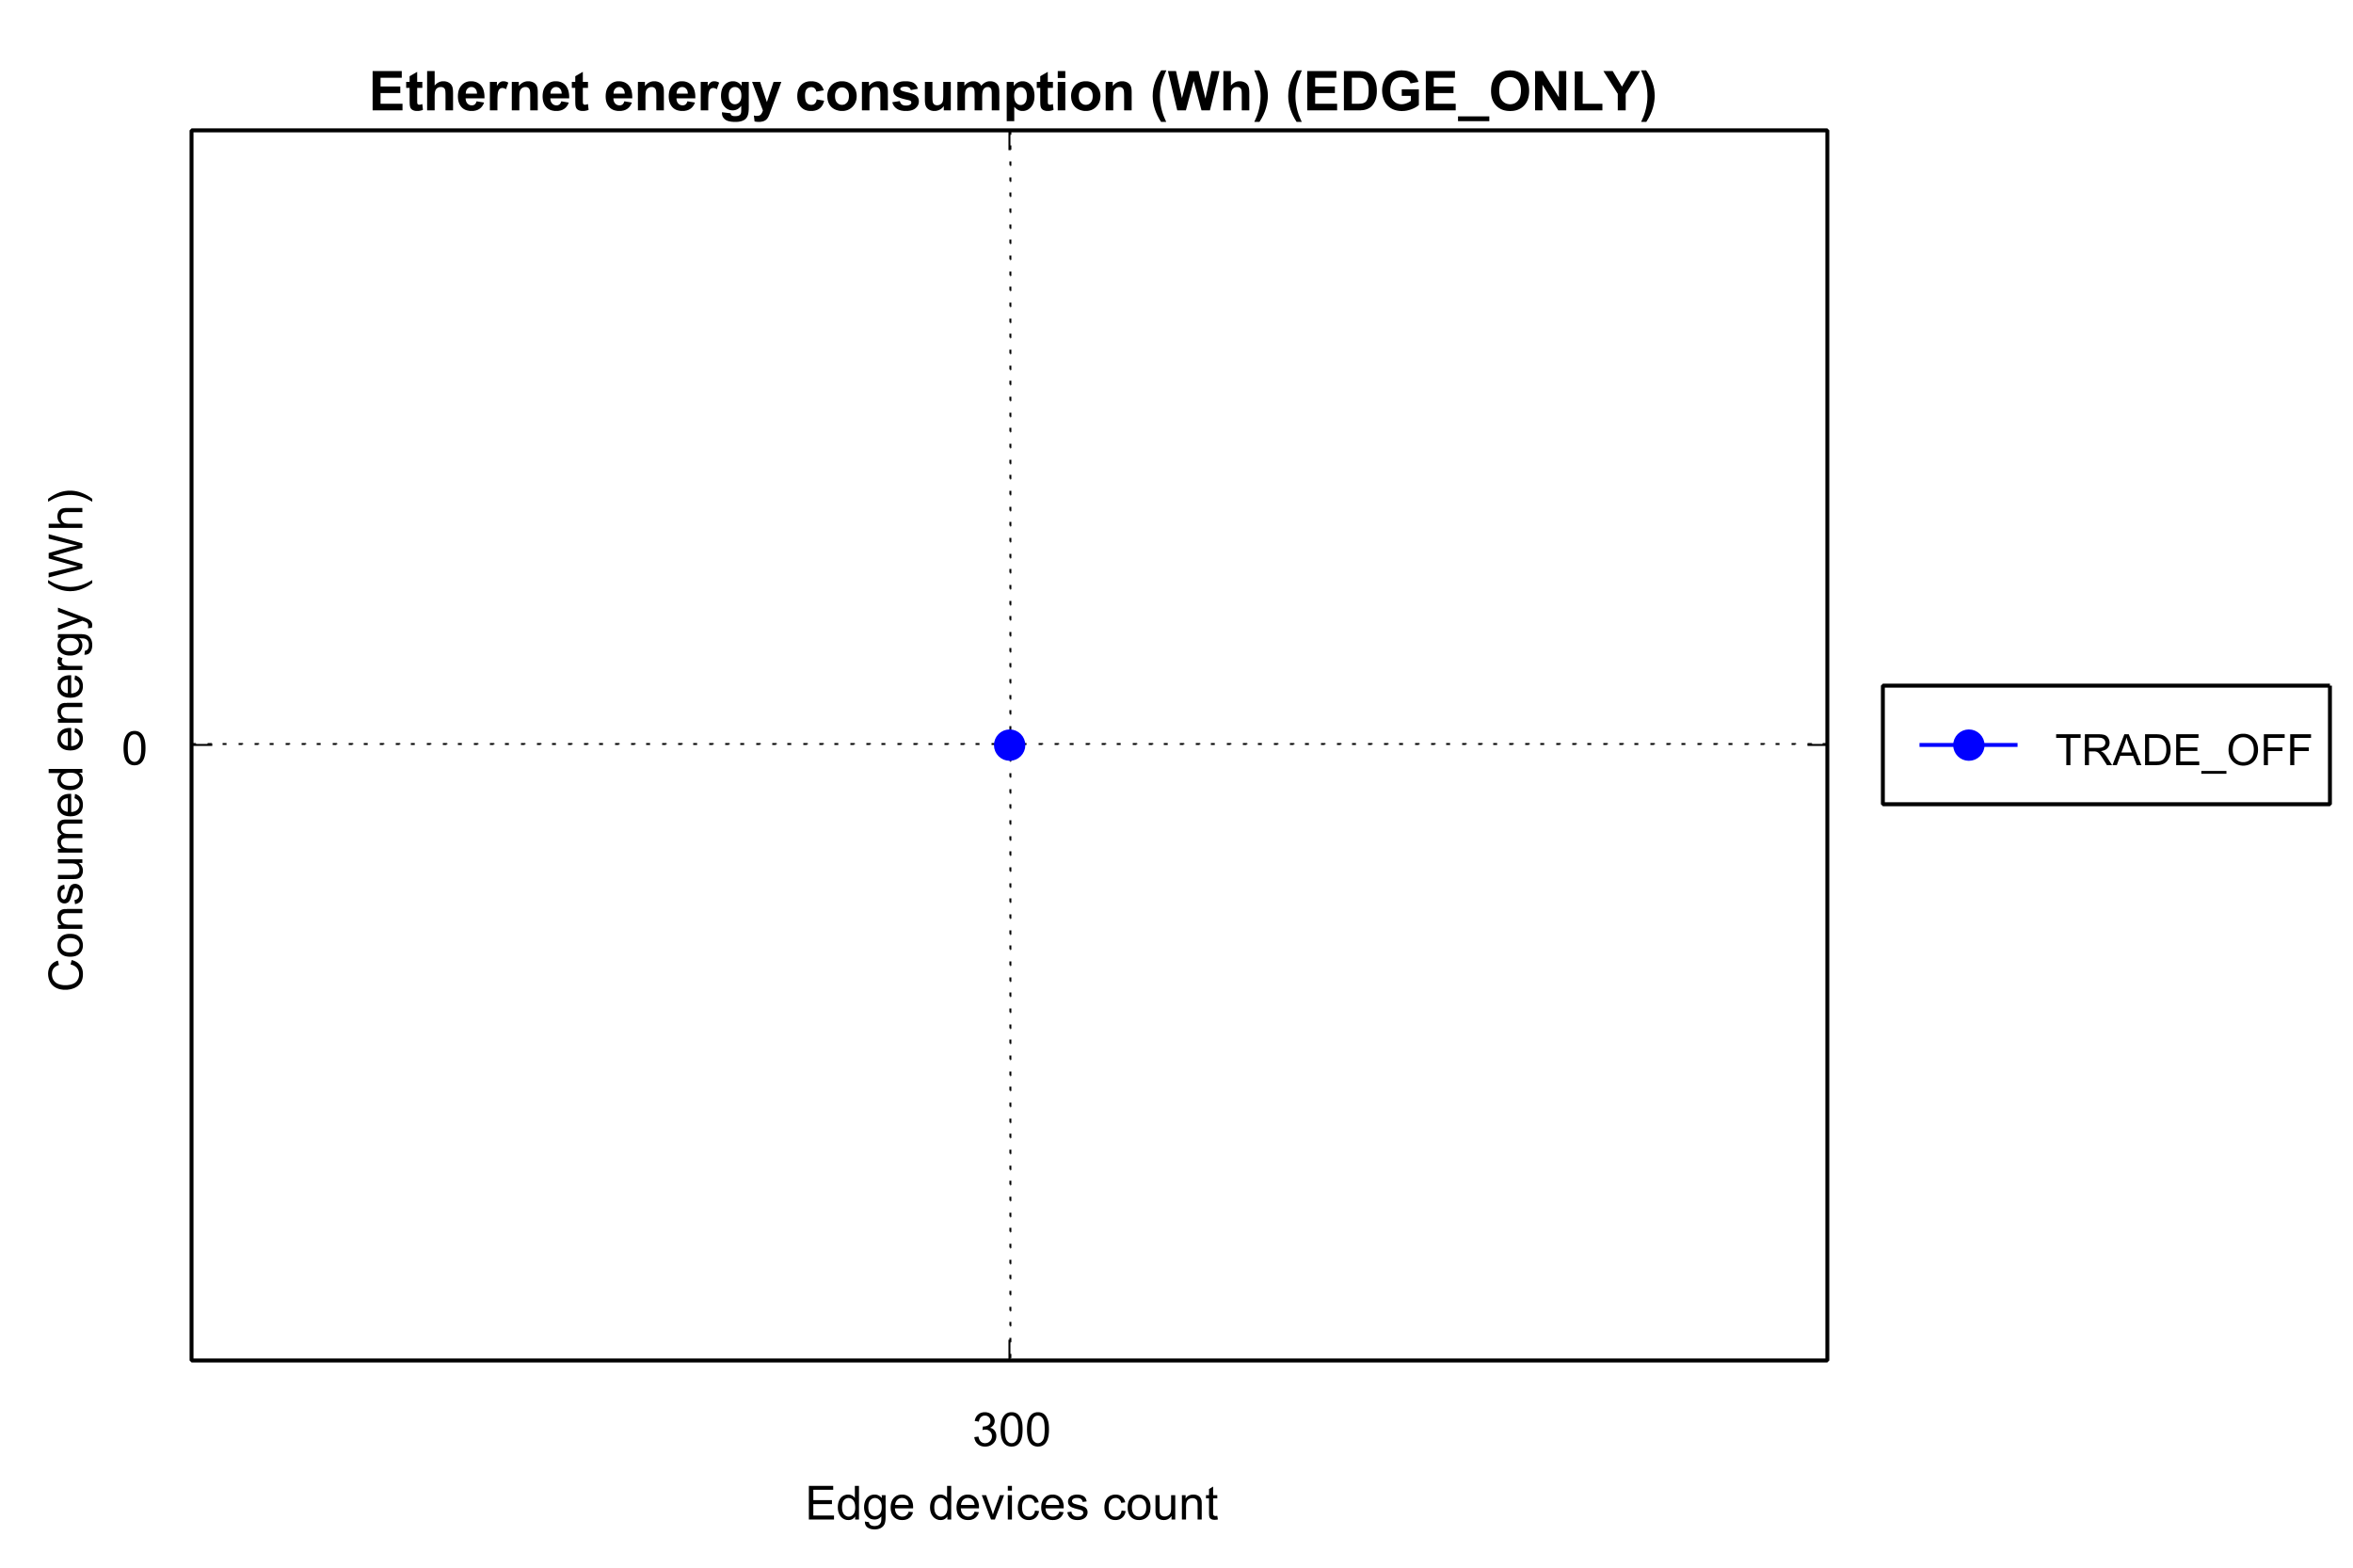 Ethernet energy consumption (Wh) (EDGE_ONLY)
Consumed energy (Wh)
0
TRADE_OFF
300
Edge devices count